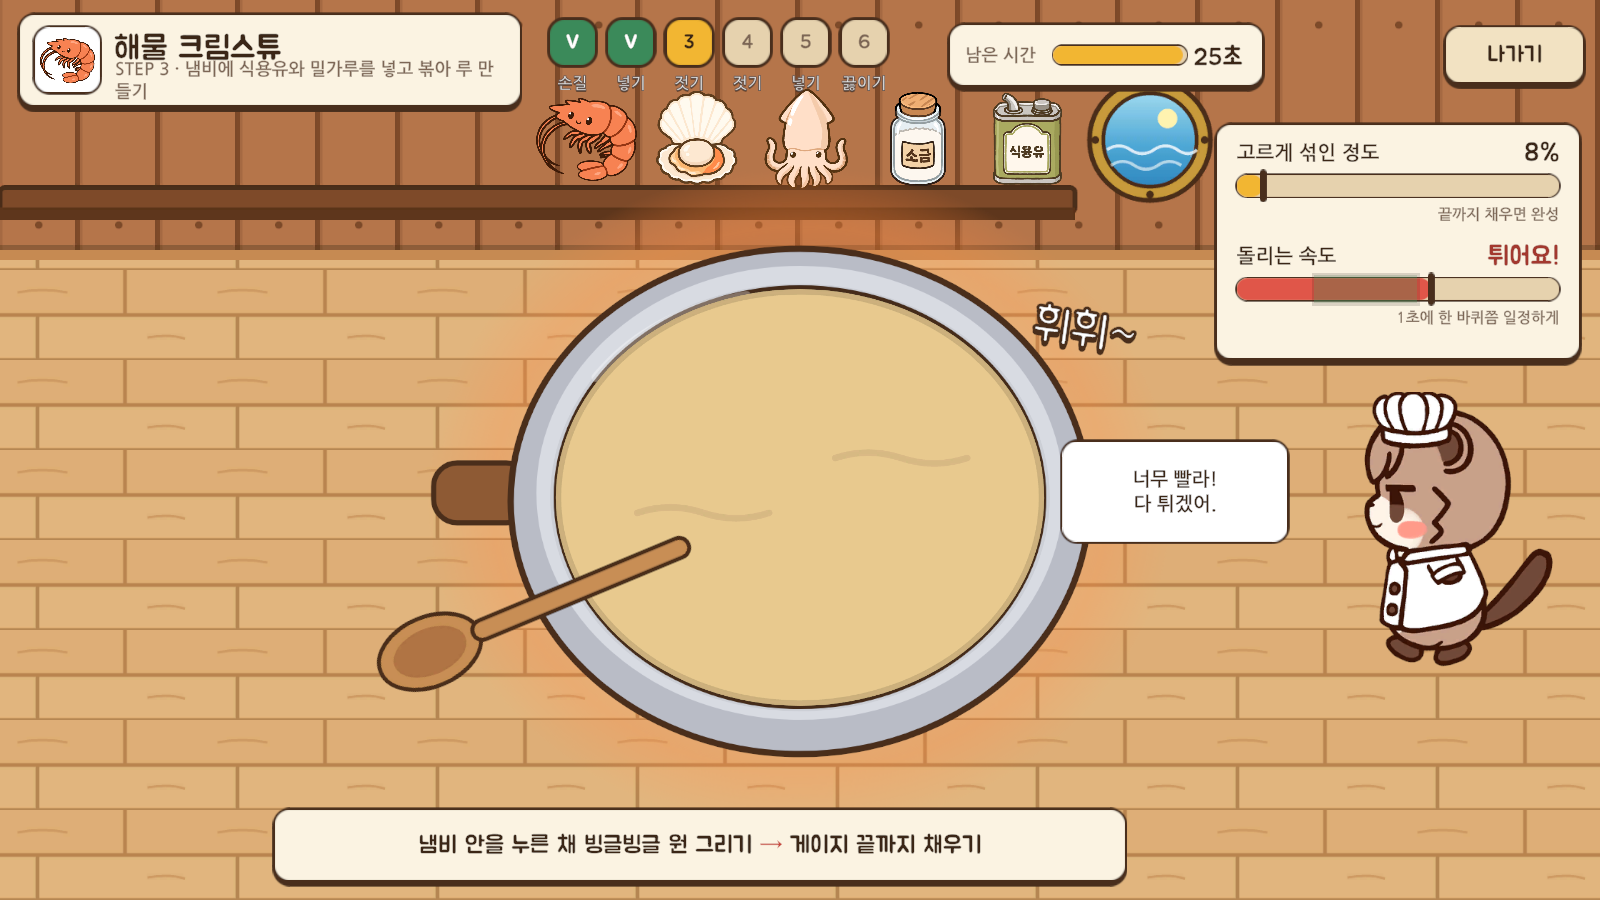 해물 크림스튜
STEP 3 · 냄비에 식용유와 밀가루를 넣고 볶아 루 만
들기
V V 3 4 5 6
손질 넣기 젓기 젓기 넣기 끓이기
남은 시간 25초
나가기
소금
식용유
고르게 섞인 정도 8%
끝까지 채우면 완성
돌리는 속도 튀어요!
1초에 한 바퀴쯤 일정하게
휘휘~
너무 빨라!
다 튀겠어.
냄비 안을 누른 채 빙글빙글 원 그리기 → 게이지 끝까지 채우기